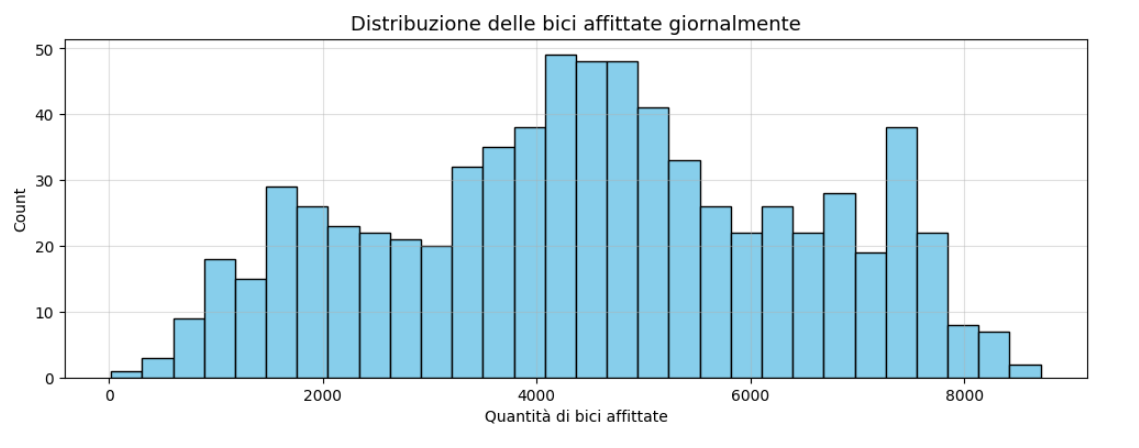 Distribuzione delle bici affittate giornalmente
50
40
30
20
10
0
Count
0 2000 4000 6000 8000
Quantità di bici affittate